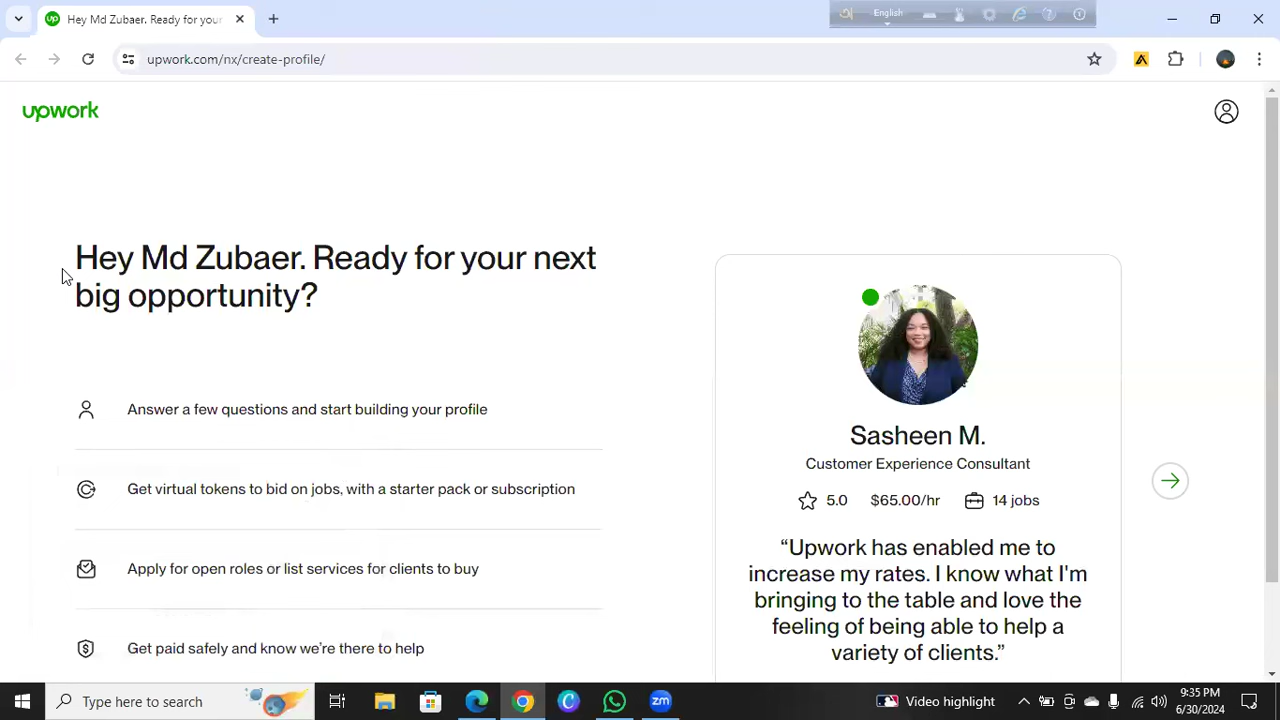 Hey Md Zubaer. Ready for your
English
upwork.com/nx/create-profile/
upwork
Hey Md Zubaer. Ready for your next
big opportunity?
Answer a few questions and start building your profile
Get virtual tokens to bid on jobs, with a starter pack or subscription
Apply for open roles or list services for clients to buy
Get paid safely and know we're there to help
Sasheen M.
Customer Experience Consultant
5.0 $65.00/hr 14 jobs
“Upwork has enabled me to
increase my rates. I know what I'm
bringing to the table and love the
feeling of being able to help a
variety of clients.”
Type here to search
zm
Video highlight
9:35 PM
6/30/2024